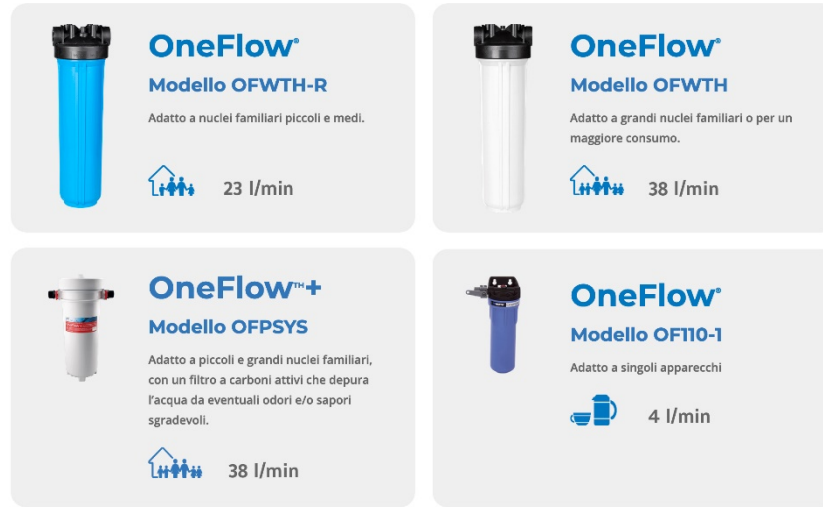 OneFlow®
Modello OFWTH-R
Adatto a nuclei familiari piccoli e medi.
23 l/min
OneFlow®
Modello OFWTH
Adatto a grandi nuclei familiari o per un
maggiore consumo.
38 l/min
OneFlow™+
Modello OFPSYS
Adatto a piccoli e grandi nuclei familiari,
con un filtro a carboni attivi che depura
l'acqua da eventuali odori e/o sapori
sgradevoli.
38 l/min
OneFlow®
Modello OF110-1
Adatto a singoli apparecchi
4 l/min